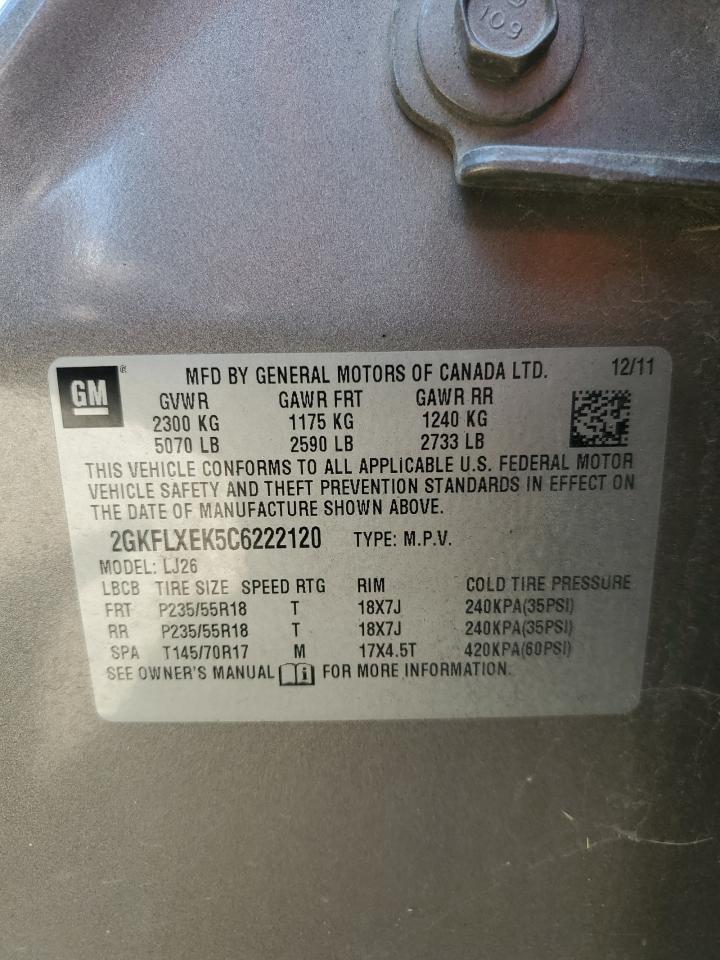 109
GM
MFD BY GENERAL MOTORS OF CANADA LTD. 12/11
GVWR GAWR FRT GAWR RR
2300 KG 1175 KG 1240 KG
5070 LB 2590 LB 2733 LB
THIS VEHICLE CONFORMS TO ALL APPLICABLE U.S. FEDERAL MOTOR
VEHICLE SAFETY AND THEFT PREVENTION STANDARDS IN EFFECT ON
THE DATE OF MANUFACTURE SHOWN ABOVE.
2GKFLXEK5C6222120 TYPE: M.P.V.
MODEL: LJ26
LBCB TIRE SIZE SPEED RTG RIM COLD TIRE PRESSURE
FRT P235/55R18 T 18X7J 240KPA(35PSI)
RR P235/55R18 T 18X7J 240KPA(35PSI)
SPA T145/70R17 M 17X4.5T 420KPA(60PSI)
SEE OWNER'S MANUAL i FOR MORE INFORMATION.